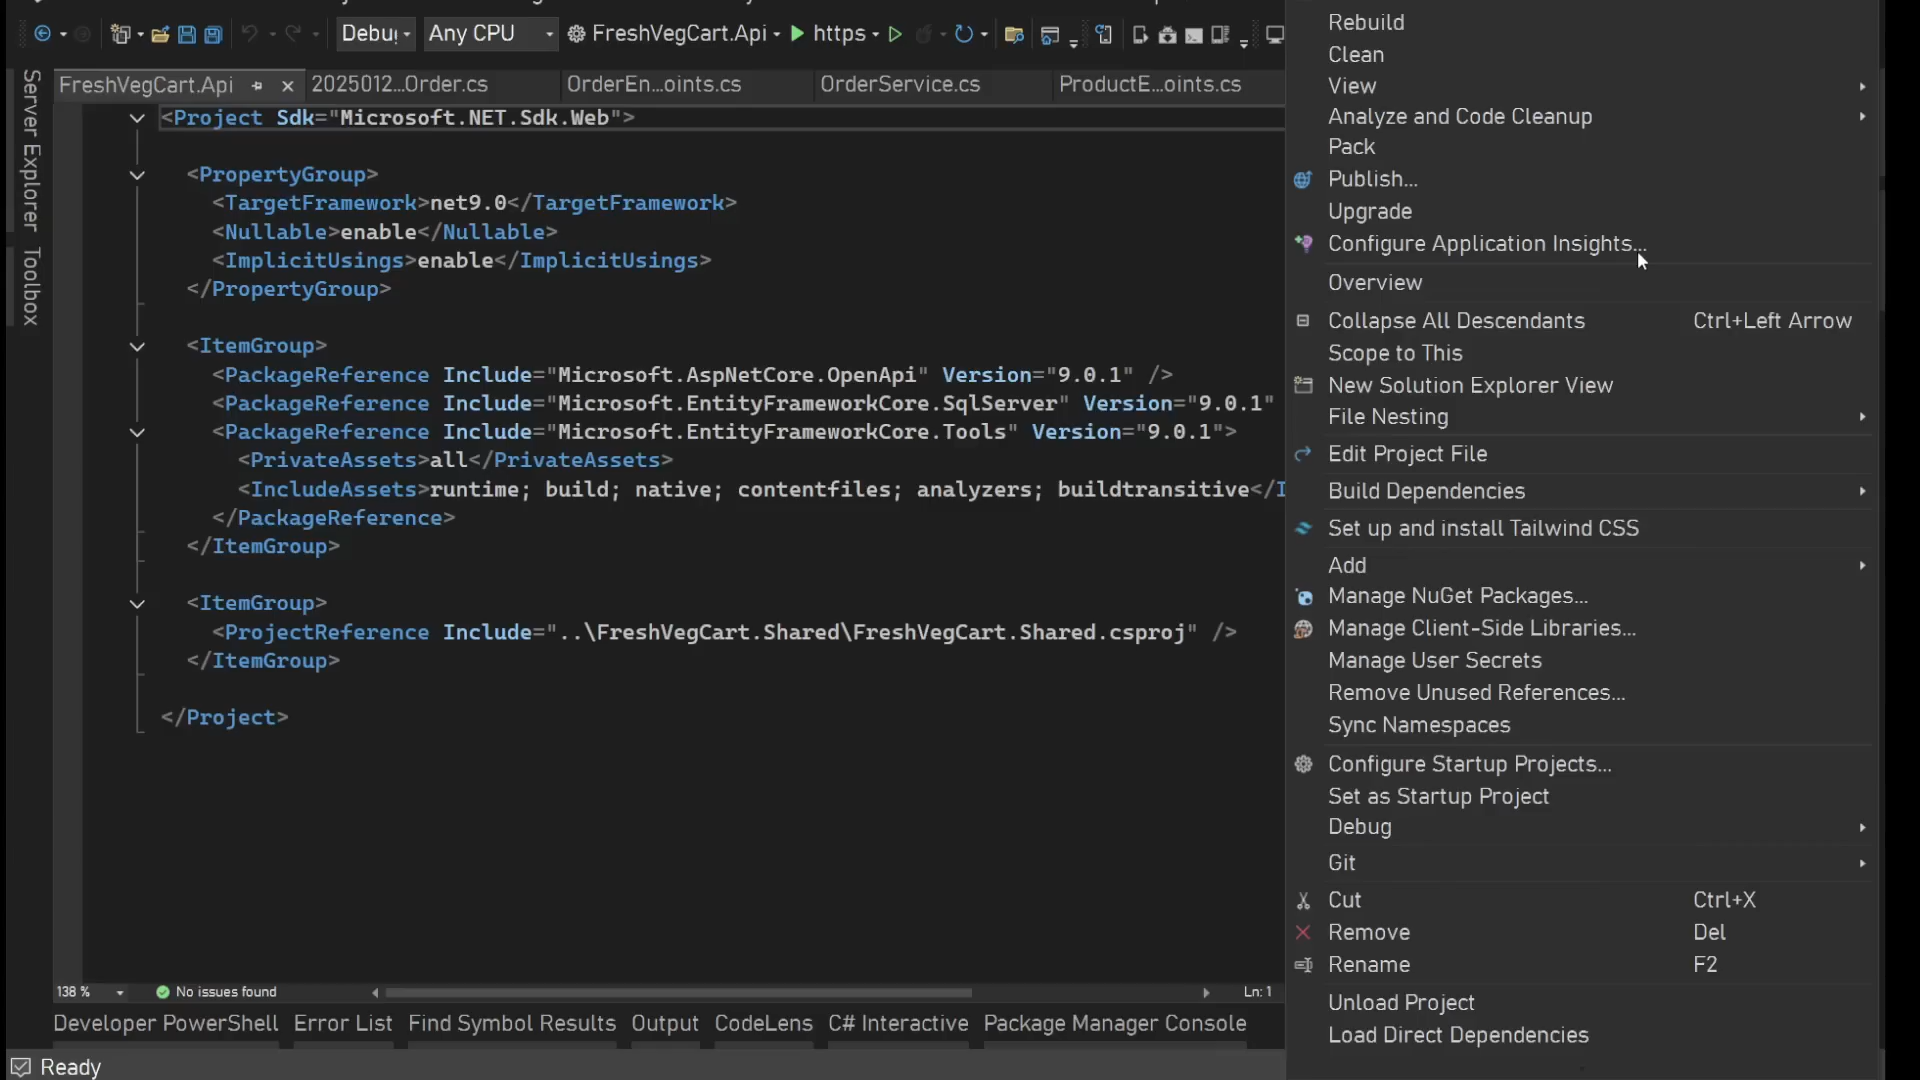 Debu
Any CPU
FreshVegCart.Api
https
FreshVegCart.Api
2025012...Order.cs
OrderEn...oints.cs
OrderService.cs
ProductE...oints.cs
Server Explorer
Toolbox
<Project Sdk="Microsoft.NET.Sdk.Web">
<PropertyGroup>
<TargetFramework>net9.0</TargetFramework>
<Nullable>enable</Nullable>
<ImplicitUsings>enable</ImplicitUsings>
</PropertyGroup>
<ItemGroup>
<PackageReference Include="Microsoft.AspNetCore.OpenApi" Version="9.0.1" />
<PackageReference Include="Microsoft.EntityFrameworkCore.SqlServer" Version="9.0.1"
<PackageReference Include="Microsoft.EntityFrameworkCore.Tools" Version="9.0.1">
<PrivateAssets>all</PrivateAssets>
<IncludeAssets>runtime; build; native; contentfiles; analyzers; buildtransitive</I
</PackageReference>
</ItemGroup>
<ItemGroup>
<ProjectReference Include="..\FreshVegCart.Shared\FreshVegCart.Shared.csproj" />
</ItemGroup>
</Project>
138 %
No issues found
Ln: 1
Developer PowerShell
Error List
Find Symbol Results
Output
CodeLens
C# Interactive
Package Manager Console
Ready
Rebuild
Clean
View
Analyze and Code Cleanup
Pack
Publish...
Upgrade
Configure Application Insights...
Overview
Collapse All Descendants Ctrl+Left Arrow
Scope to This
New Solution Explorer View
File Nesting
Edit Project File
Build Dependencies
Set up and install Tailwind CSS
Add
Manage NuGet Packages...
Manage Client-Side Libraries...
Manage User Secrets
Remove Unused References...
Sync Namespaces
Configure Startup Projects...
Set as Startup Project
Debug
Git
Cut Ctrl+X
Remove Del
Rename F2
Unload Project
Load Direct Dependencies